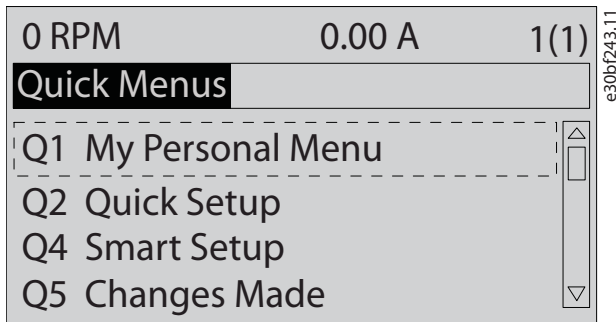 0 RPM 0.00 A 1(1)
Quick Menus
Q1 My Personal Menu
Q2 Quick Setup
Q4 Smart Setup
Q5 Changes Made
e30bf243.11